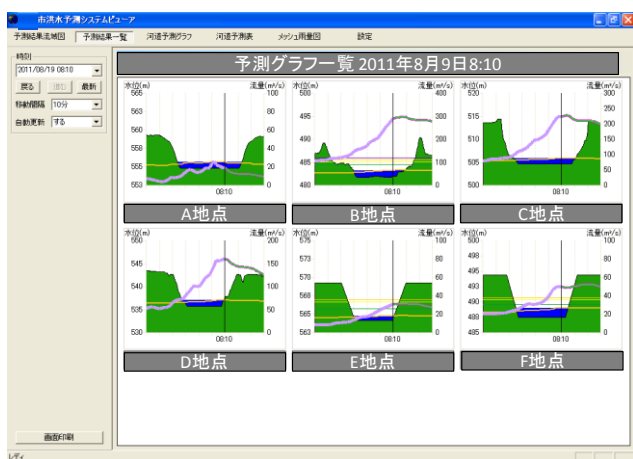 市洪水予測システムビューア
予測結果流域図 予測結果一覧 河道予測グラフ 河道予測表 メッシュ雨量図 設定
時刻
2011/08/19 08:10
戻る 進む 最新
移動間隔 10分
自動更新 する
予測グラフ一覧 2011年8月9日8:10
水位(m) 流量(m³/s) 水位(m) 流量(m³/s) 水位(m) 流量(m³/s)
565 100 500 400 520 300
563 80 495 300 515 250
560 60 490 200 510 200
558 40 485 100 505 150
555 20 480 0 500 100
553 0 50
0
08:10 08:10 08:10
A地点 B地点 C地点
水位(m) 流量(m³/s) 水位(m) 流量(m³/s) 水位(m) 流量(m³/s)
550 200 575 100 500 100
545 150 573 80 498 80
540 100 570 60 495 60
535 50 568 40 493 40
530 0 565 20 490 20
563 0 488 0
485
08:10 08:10 08:10
D地点 E地点 F地点
画面印刷
レディ